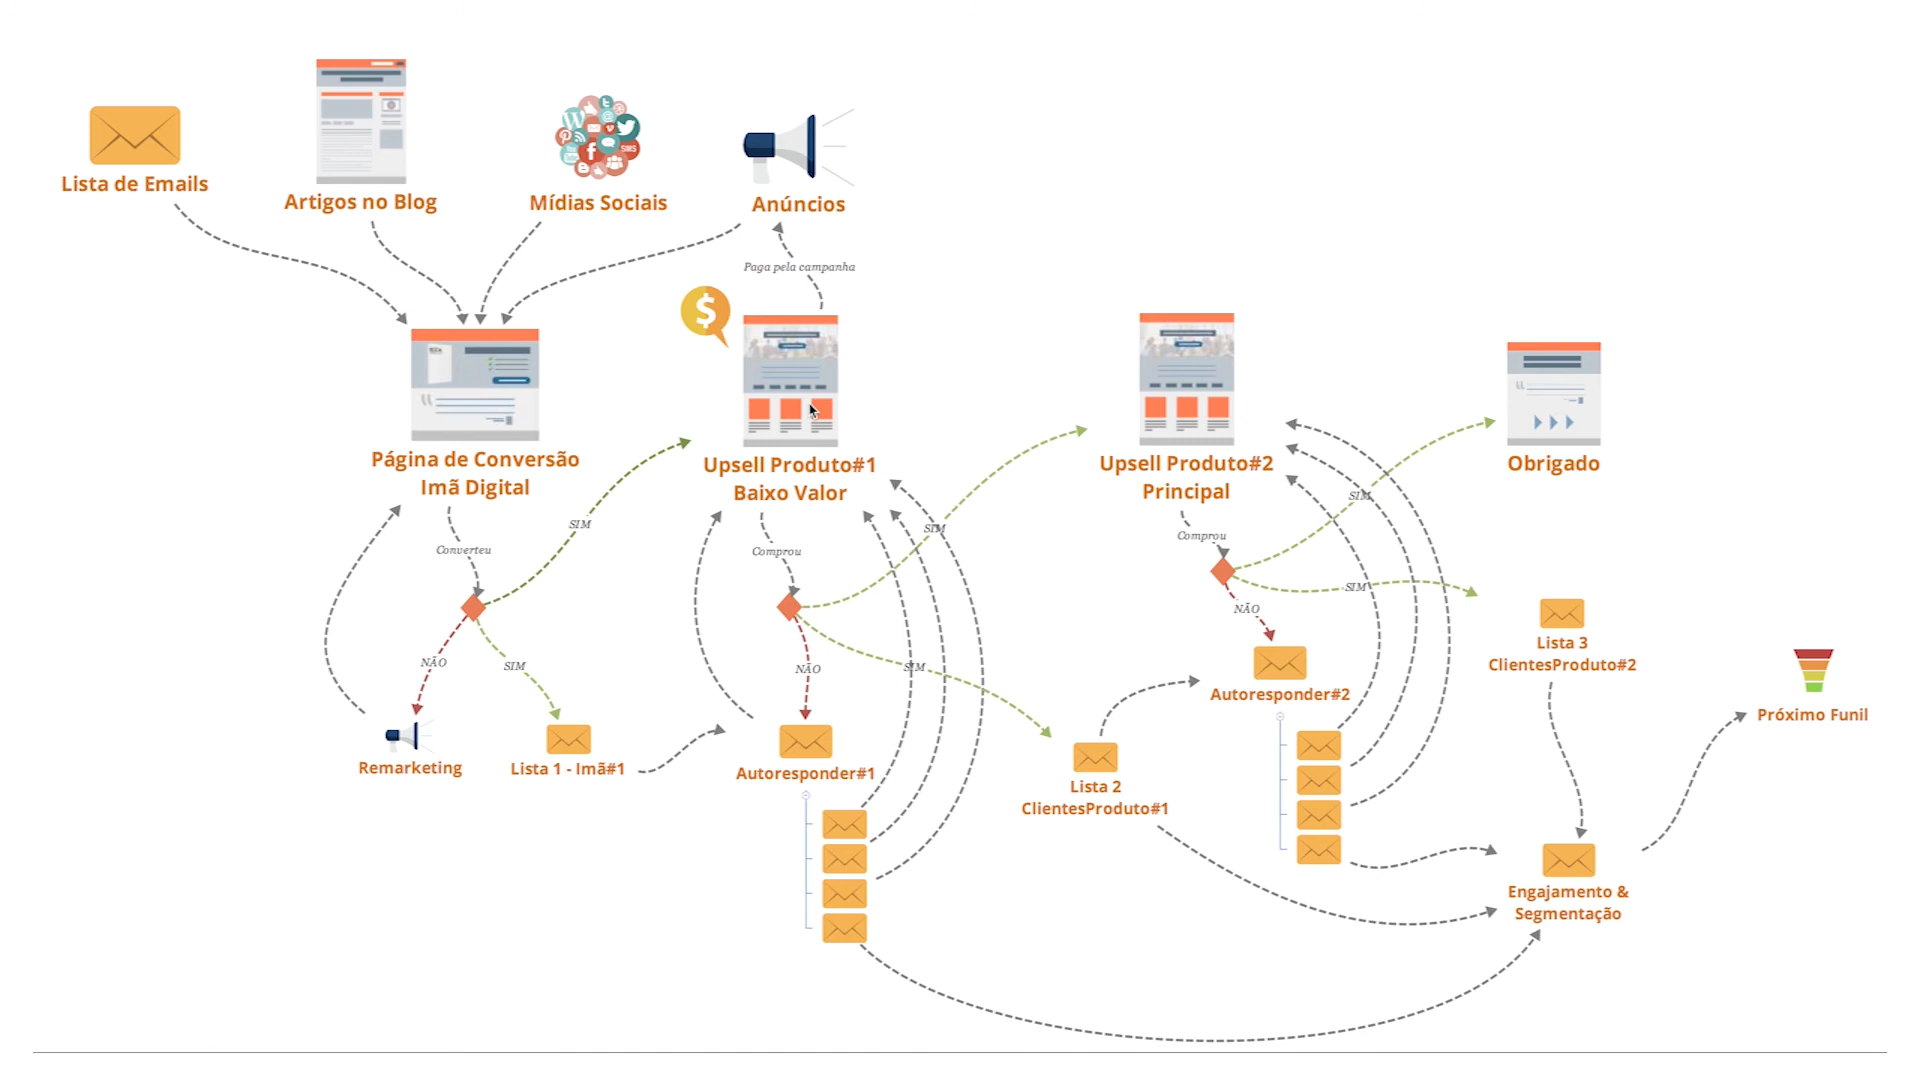 Lista de Emails
Artigos no Blog
Mídias Sociais
Anúncios
SMS
Paga pela campanha
$
Página de Conversão
Imã Digital
Upsell Produto#1
Baixo Valor
Upsell Produto#2
Principal
Obrigado
Converteu
SIM
Comprou
SIM
Comprou
SIM
SIM
NÃO
NÃO
SIM
NÃO
SIM
Lista 3
ClientesProduto#2
Próximo Funil
Remarketing
Lista 1 - Imã#1
Autoresponder#1
Autoresponder#2
Lista 2
ClientesProduto#1
Engajamento &
Segmentação